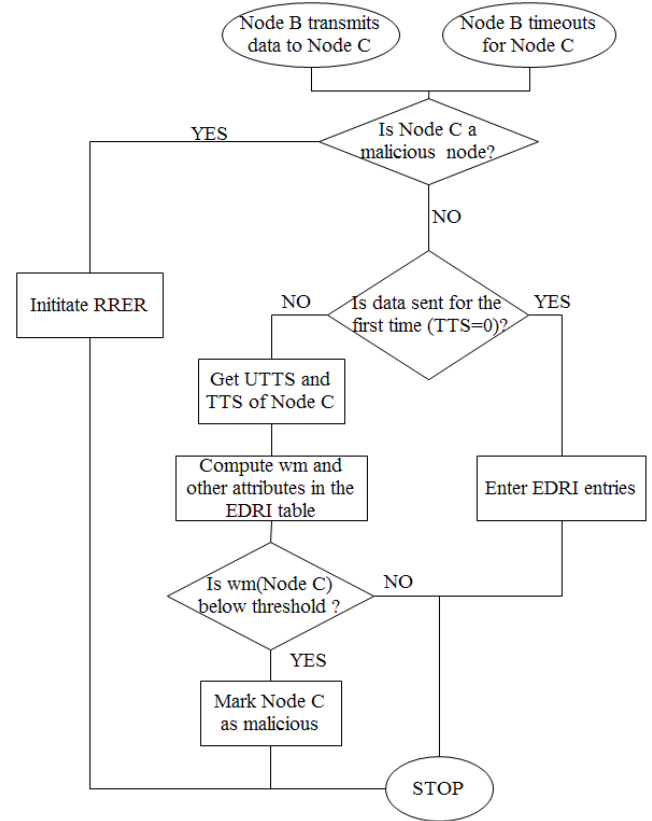 Node B transmits
data to Node C
Node B timeouts
for Node C
Is Node C a
malicious node?
YES
NO
Inititate RRER
Is data sent for the
first time (TTS=0)?
NO
YES
Get UTTS and
TTS of Node C
Compute wm and
other attributes in the
EDRI table
Enter EDRI entries
Is wm(Node C)
below threshold ?
NO
YES
Mark Node C
as malicious
STOP